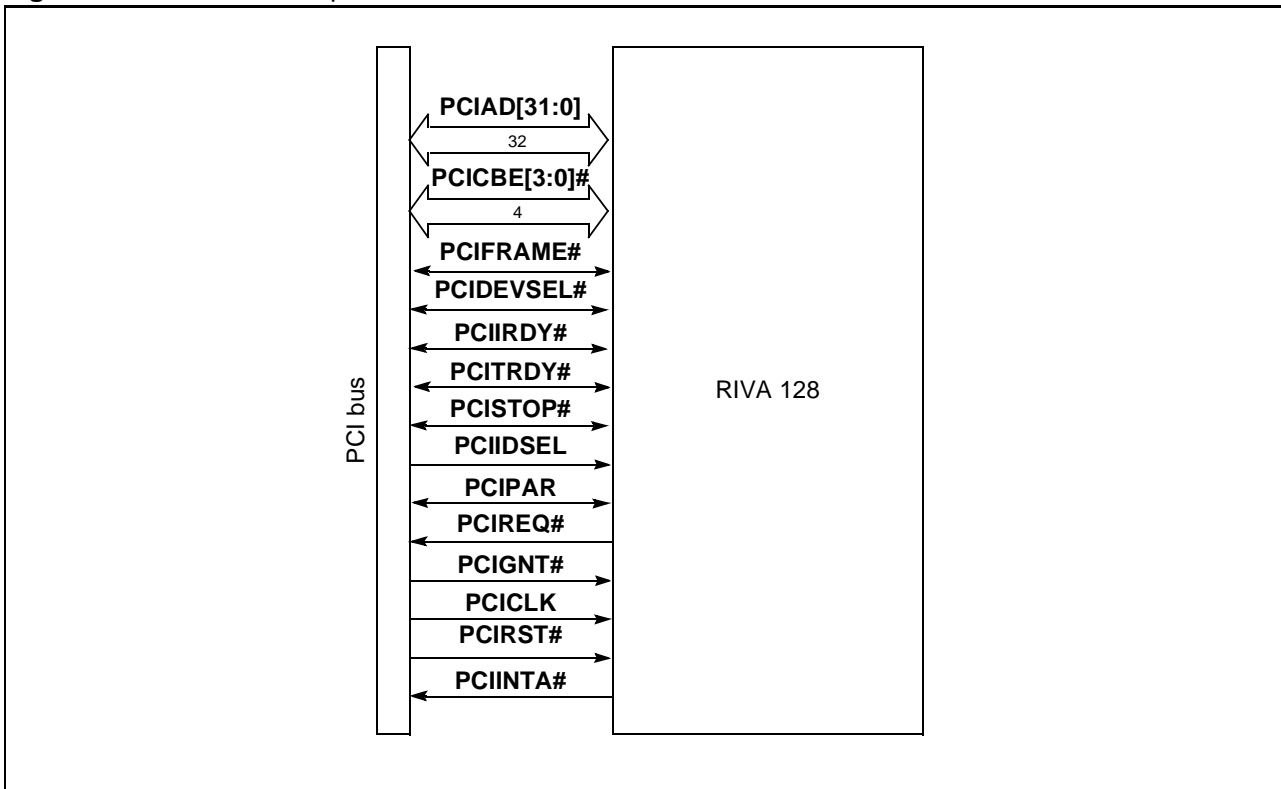 PCIAD[31:0]
32
PCICBE[3:0]#
4
PCIFRAME#
PCIDEVSEL#
PCIIRDY#
PCITRDY#
PCISTOP#
PCIIDSEL
PCIPAR
PCIREQ#
PCIGNT#
PCICLK
PCIRST#
PCIINTA#
PCI bus
RIVA 128